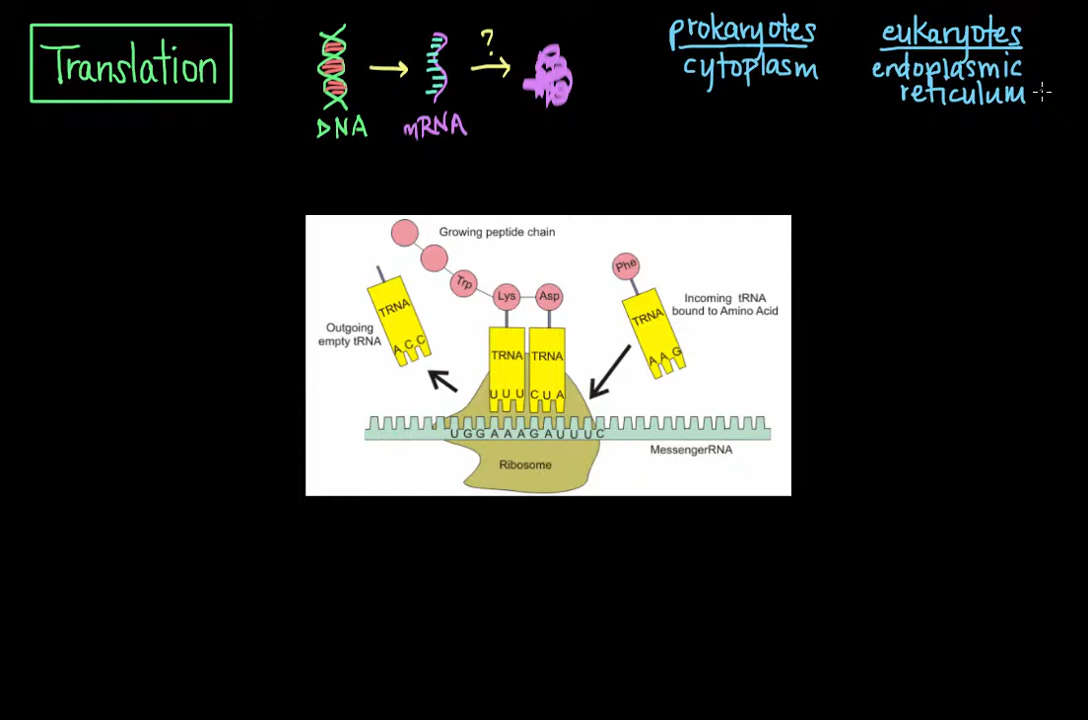 Translation
DNA
mRNA
?
prokaryotes
cytoplasm
eukaryotes
endoplasmic
reticulum
Growing peptide chain
Trp
Lys
Asp
Phe
Incoming tRNA
bound to Amino Acid
Outgoing
empty tRNA
TRNA
A C C
TRNA
U U U
TRNA
C U A
TRNA
A A G
U G G A A A G A U U U C
MessengerRNA
Ribosome